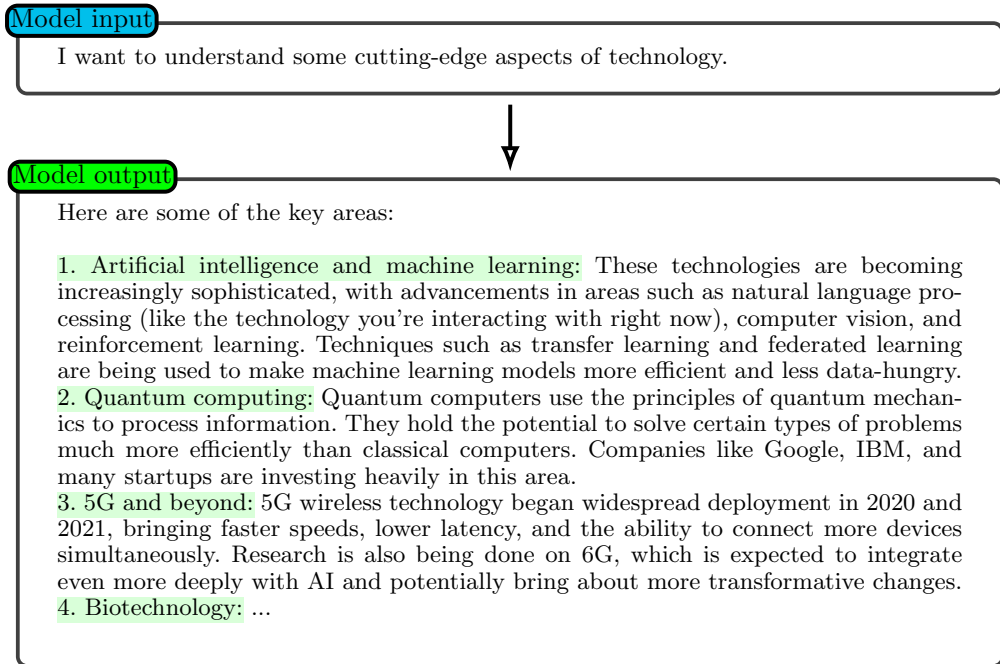 Model input
I want to understand some cutting-edge aspects of technology.
Model output
Here are some of the key areas:
1. Artificial intelligence and machine learning: These technologies are becoming
increasingly sophisticated, with advancements in areas such as natural language pro-
cessing (like the technology you're interacting with right now), computer vision, and
reinforcement learning. Techniques such as transfer learning and federated learning
are being used to make machine learning models more efficient and less data-hungry.
2. Quantum computing: Quantum computers use the principles of quantum mechan-
ics to process information. They hold the potential to solve certain types of problems
much more efficiently than classical computers. Companies like Google, IBM, and
many startups are investing heavily in this area.
3. 5G and beyond: 5G wireless technology began widespread deployment in 2020 and
2021, bringing faster speeds, lower latency, and the ability to connect more devices
simultaneously. Research is also being done on 6G, which is expected to integrate
even more deeply with AI and potentially bring about more transformative changes.
4. Biotechnology: ...